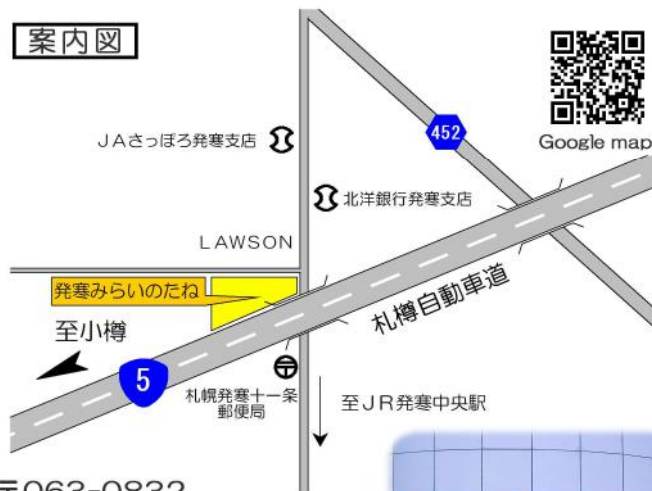 案内図
JAさっぽろ発寒支店
452
Google map
北洋銀行発寒支店
LAWSON
発寒みらいのたね
札樽自動車道
至小樽
5
札幌発寒十一条
郵便局
至JR発寒中央駅
〒063-0832